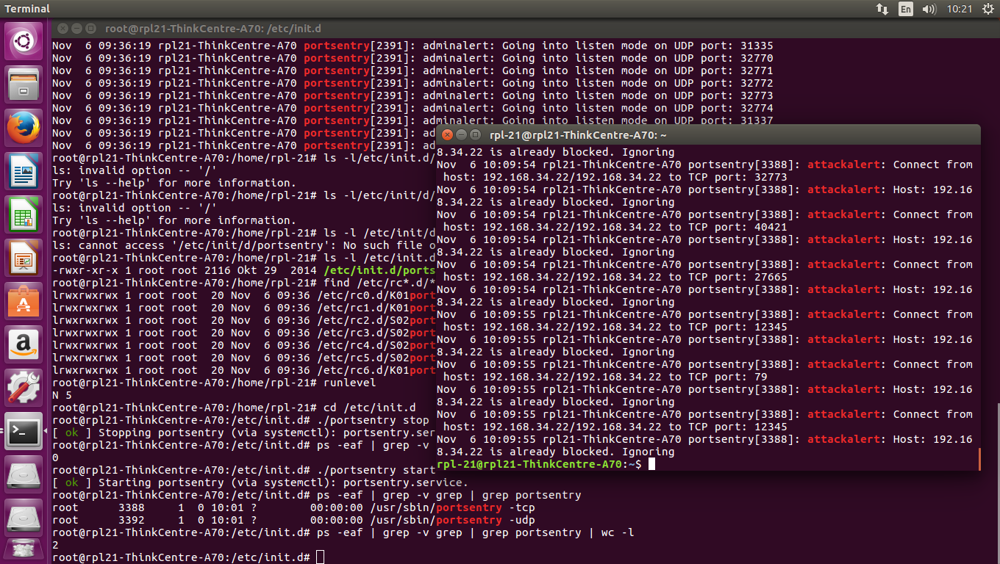 Terminal
En
10:21
root@rpl21-ThinkCentre-A70: /etc/init.d
Nov  6 09:36:19 rpl21-ThinkCentre-A70 portsentry[2391]: adminalert: Going into listen mode on UDP port: 31335
Nov  6 09:36:19 rpl21-ThinkCentre-A70 portsentry[2391]: adminalert: Going into listen mode on UDP port: 32770
Nov  6 09:36:19 rpl21-ThinkCentre-A70 portsentry[2391]: adminalert: Going into listen mode on UDP port: 32771
Nov  6 09:36:19 rpl21-ThinkCentre-A70 portsentry[2391]: adminalert: Going into listen mode on UDP port: 32772
Nov  6 09:36:19 rpl21-ThinkCentre-A70 portsentry[2391]: adminalert: Going into listen mode on UDP port: 32773
Nov  6 09:36:19 rpl21-ThinkCentre-A70 portsentry[2391]: adminalert: Going into listen mode on UDP port: 32774
Nov  6 09:36:19 rpl21-ThinkCentre-A70 portsentry[2391]: adminalert: Going into listen mode on UDP port: 31337
Nov  6 09:36:19 rpl21-ThinkCentre-A70 portsentry[2391]: ad
Nov  6 09:36:19 rpl21-ThinkCentre-A70 portsentry[2391]: ad
root@rpl21-ThinkCentre-A70:/home/rpl-21# ls -l/etc/init.d/
ls: invalid option -- '/'
Try 'ls --help' for more information.
root@rpl21-ThinkCentre-A70:/home/rpl-21# ls -l/etc/init/d/
ls: invalid option -- '/'
Try 'ls --help' for more information.
root@rpl21-ThinkCentre-A70:/home/rpl-21# ls -l /etc/init/d
ls: cannot access '/etc/init/d/portsentry': No such file o
root@rpl21-ThinkCentre-A70:/home/rpl-21# ls -l /etc/init.d
-rwxr-xr-x 1 root root 2116 Okt 29  2014 /etc/init.d/ports
root@rpl21-ThinkCentre-A70:/home/rpl-21# find /etc/rc*.d/*
lrwxrwxrwx 1 root root  20 Nov  6 09:36 /etc/rc0.d/K01port
lrwxrwxrwx 1 root root  20 Nov  6 09:36 /etc/rc1.d/K01port
lrwxrwxrwx 1 root root  20 Nov  6 09:36 /etc/rc2.d/S02port
lrwxrwxrwx 1 root root  20 Nov  6 09:36 /etc/rc3.d/S02port
lrwxrwxrwx 1 root root  20 Nov  6 09:36 /etc/rc4.d/S02port
lrwxrwxrwx 1 root root  20 Nov  6 09:36 /etc/rc5.d/S02port
lrwxrwxrwx 1 root root  20 Nov  6 09:36 /etc/rc6.d/K01port
root@rpl21-ThinkCentre-A70:/home/rpl-21# runlevel
N 5
root@rpl21-ThinkCentre-A70:/home/rpl-21# cd /etc/init.d
root@rpl21-ThinkCentre-A70:/etc/init.d# ./portsentry stop
[ ok ] Stopping portsentry (via systemctl): portsentry.ser
root@rpl21-ThinkCentre-A70:/etc/init.d# ps -eaf | grep -v
0
root@rpl21-ThinkCentre-A70:/etc/init.d# ./portsentry start
[ ok ] Starting portsentry (via systemctl): portsentry.service.
root@rpl21-ThinkCentre-A70:/etc/init.d# ps -eaf | grep -v grep | grep portsentry
root      3388     1  0 10:01 ?        00:00:00 /usr/sbin/portsentry -tcp
root      3392     1  0 10:01 ?        00:00:00 /usr/sbin/portsentry -udp
root@rpl21-ThinkCentre-A70:/etc/init.d# ps -eaf | grep -v grep | grep portsentry | wc -l
2
root@rpl21-ThinkCentre-A70:/etc/init.d#
rpl-21@rpl21-ThinkCentre-A70: ~
8.34.22 is already blocked. Ignoring
Nov  6 10:09:54 rpl21-ThinkCentre-A70 portsentry[3388]: attackalert: Connect from
 host: 192.168.34.22/192.168.34.22 to TCP port: 32773
Nov  6 10:09:54 rpl21-ThinkCentre-A70 portsentry[3388]: attackalert: Host: 192.16
8.34.22 is already blocked. Ignoring
Nov  6 10:09:54 rpl21-ThinkCentre-A70 portsentry[3388]: attackalert: Connect from
 host: 192.168.34.22/192.168.34.22 to TCP port: 40421
Nov  6 10:09:54 rpl21-ThinkCentre-A70 portsentry[3388]: attackalert: Host: 192.16
8.34.22 is already blocked. Ignoring
Nov  6 10:09:54 rpl21-ThinkCentre-A70 portsentry[3388]: attackalert: Connect from
 host: 192.168.34.22/192.168.34.22 to TCP port: 27665
Nov  6 10:09:54 rpl21-ThinkCentre-A70 portsentry[3388]: attackalert: Host: 192.16
8.34.22 is already blocked. Ignoring
Nov  6 10:09:55 rpl21-ThinkCentre-A70 portsentry[3388]: attackalert: Connect from
 host: 192.168.34.22/192.168.34.22 to TCP port: 12345
Nov  6 10:09:55 rpl21-ThinkCentre-A70 portsentry[3388]: attackalert: Host: 192.16
8.34.22 is already blocked. Ignoring
Nov  6 10:09:55 rpl21-ThinkCentre-A70 portsentry[3388]: attackalert: Connect from
 host: 192.168.34.22/192.168.34.22 to TCP port: 79
Nov  6 10:09:55 rpl21-ThinkCentre-A70 portsentry[3388]: attackalert: Host: 192.16
8.34.22 is already blocked. Ignoring
Nov  6 10:09:55 rpl21-ThinkCentre-A70 portsentry[3388]: attackalert: Connect from
 host: 192.168.34.22/192.168.34.22 to TCP port: 12345
Nov  6 10:09:55 rpl21-ThinkCentre-A70 portsentry[3388]: attackalert: Host: 192.16
8.34.22 is already blocked. Ignoring
rpl-21@rpl21-ThinkCentre-A70:~$